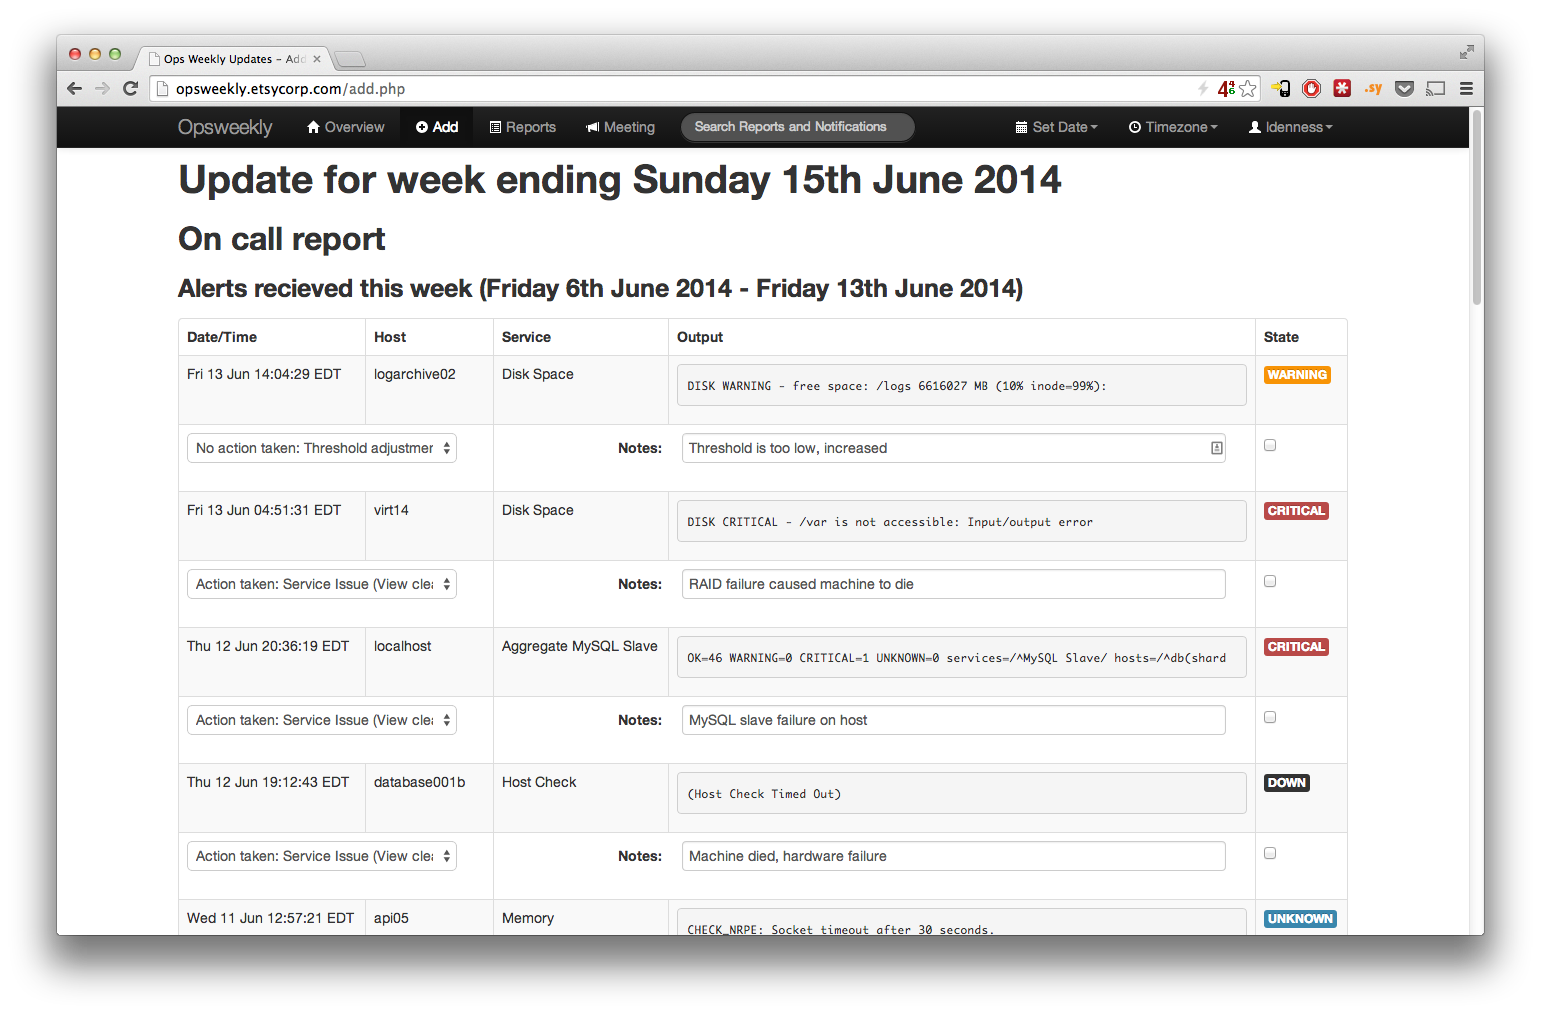 Ops Weekly Updates – Add
opsweekly.etsycorp.com/add.php
.sy
Opsweekly Overview Add Reports Meeting Search Reports and Notifications Set Date Timezone ldenness
Update for week ending Sunday 15th June 2014
On call report
Alerts recieved this week (Friday 6th June 2014 - Friday 13th June 2014)
Date/Time Host Service Output State
Fri 13 Jun 14:04:29 EDT logarchive02 Disk Space DISK WARNING - free space: /logs 6616027 MB (10% inode=99%): WARNING
No action taken: Threshold adjustmer Notes: Threshold is too low, increased
Fri 13 Jun 04:51:31 EDT virt14 Disk Space DISK CRITICAL - /var is not accessible: Input/output error CRITICAL
Action taken: Service Issue (View clea Notes: RAID failure caused machine to die
Thu 12 Jun 20:36:19 EDT localhost Aggregate MySQL Slave OK=46 WARNING=0 CRITICAL=1 UNKNOWN=0 services=/^MySQL Slave/ hosts=/^db(shard CRITICAL
Action taken: Service Issue (View clea Notes: MySQL slave failure on host
Thu 12 Jun 19:12:43 EDT database001b Host Check (Host Check Timed Out) DOWN
Action taken: Service Issue (View clea Notes: Machine died, hardware failure
Wed 11 Jun 12:57:21 EDT api05 Memory CHECK_NRPE: Socket timeout after 30 seconds. UNKNOWN